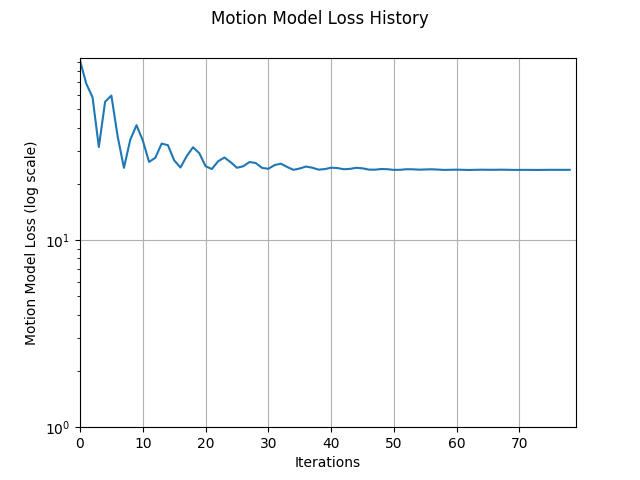 Motion Model Loss History
Motion Model Loss (log scale)
10¹
10⁰
0 10 20 30 40 50 60 70
Iterations